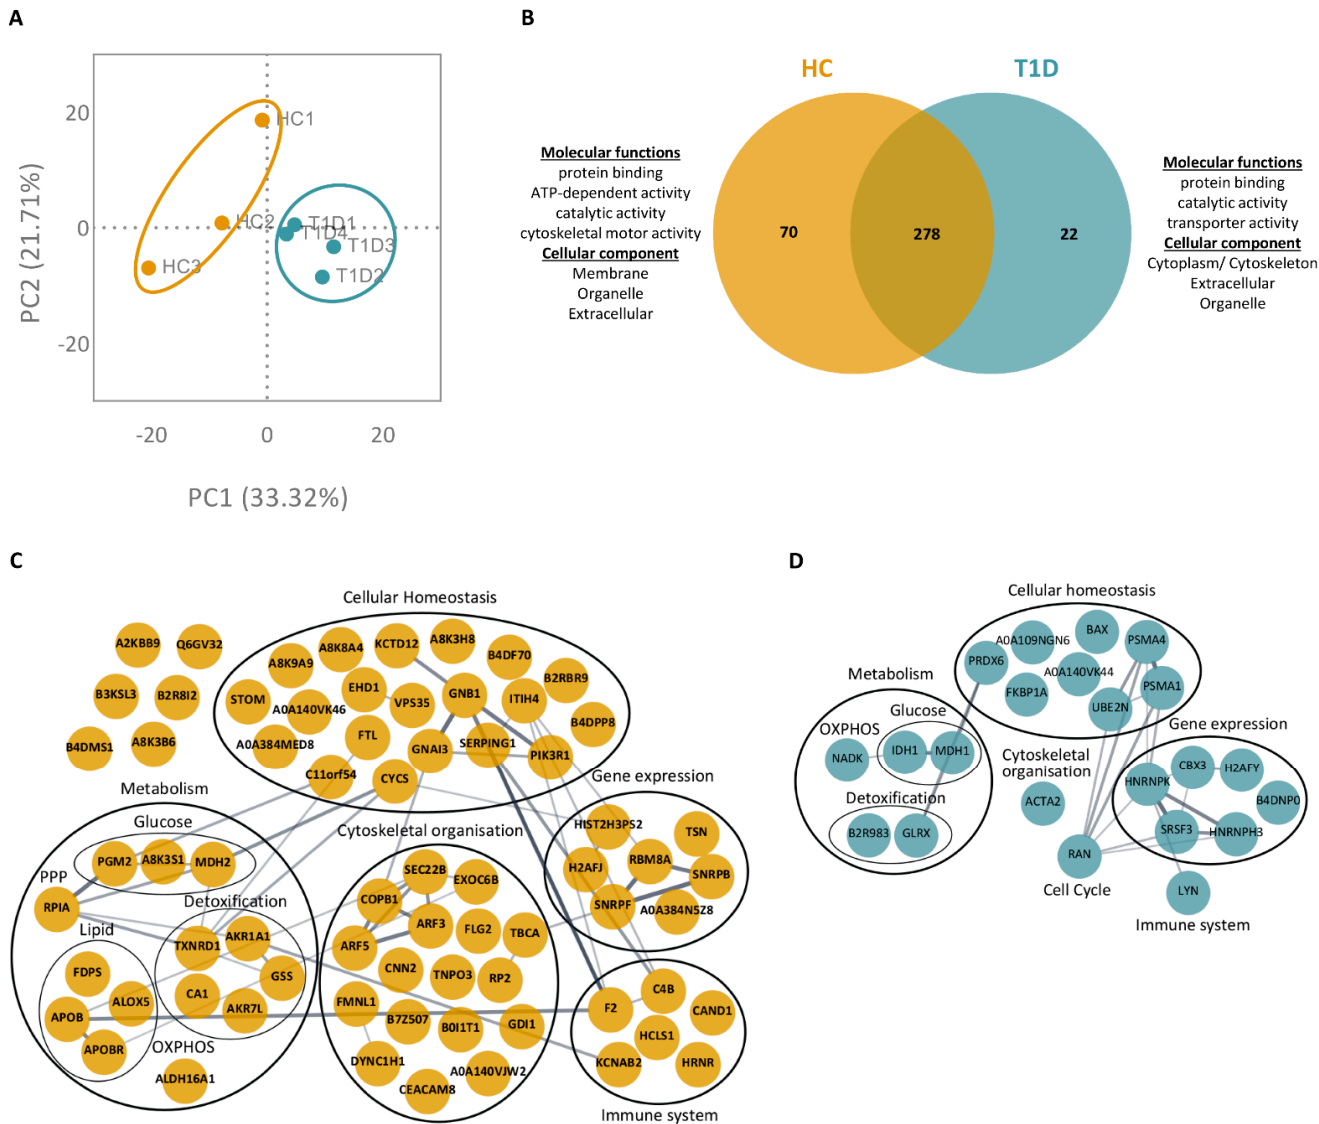 A
20
0
-20
-20
0
20
PC2 (21.71%)
PC1 (33.32%)
HC1
HC2
HC3
T1D1
T1D4
T1D3
T1D2
B
HC
T1D
Molecular functions
protein binding
ATP-dependent activity
catalytic activity
cytoskeletal motor activity
Cellular component
Membrane
Organelle
Extracellular
70
278
22
Molecular functions
protein binding
catalytic activity
transporter activity
Cellular component
Cytoplasm/ Cytoskeleton
Extracellular
Organelle
C
A2KBB9
Q6GV32
B3KSL3
B2R8I2
B4DMS1
A8K3B6
Cellular Homeostasis
A8K9A9
A8K8A4
KCTD12
A8K3H8
B4DF70
B2RBR9
B4DPP8
STOM
A0A140VK46
EHD1
VPS35
GNB1
ITIH4
A0A384MED8
FTL
GNAI3
SERPING1
PIK3R1
C11orf54
CYCS
Metabolism
Glucose
PGM2
A8K3S1
MDH2
PPP
RPIA
Detoxification
TXNRD1
AKR1A1
GSS
CA1
AKR7L
Lipid
FDPS
ALOX5
APOB
APOBR
OXPHOS
ALDH16A1
Cytoskeletal organisation
SEC22B
EXOC6B
COPB1
ARF3
FLG2
TBCA
ARF5
CNN2
TNPO3
RP2
FMNL1
B7Z507
B0I1T1
GDI1
DYNC1H1
A0A140VJW2
CEACAM8
Gene expression
HIST2H3PS2
TSN
H2AFJ
RBM8A
SNRPB
SNRPF
A0A384N5Z8
F2
C4B
CAND1
HCLS1
KCNAB2
HRNR
Immune system
D
Cellular homeostasis
A0A109NGN6
BAX
PSMA4
PRDX6
A0A140VK44
FKBP1A
PSMA1
UBE2N
Metabolism
OXPHOS
Glucose
NADK
IDH1
MDH1
Detoxification
B2R983
GLRX
Cytoskeletal
organisation
ACTA2
Gene expression
CBX3
H2AFY
HNRNPK
B4DNP0
SRSF3
HNRNPH3
RAN
Cell Cycle
LYN
Immune system